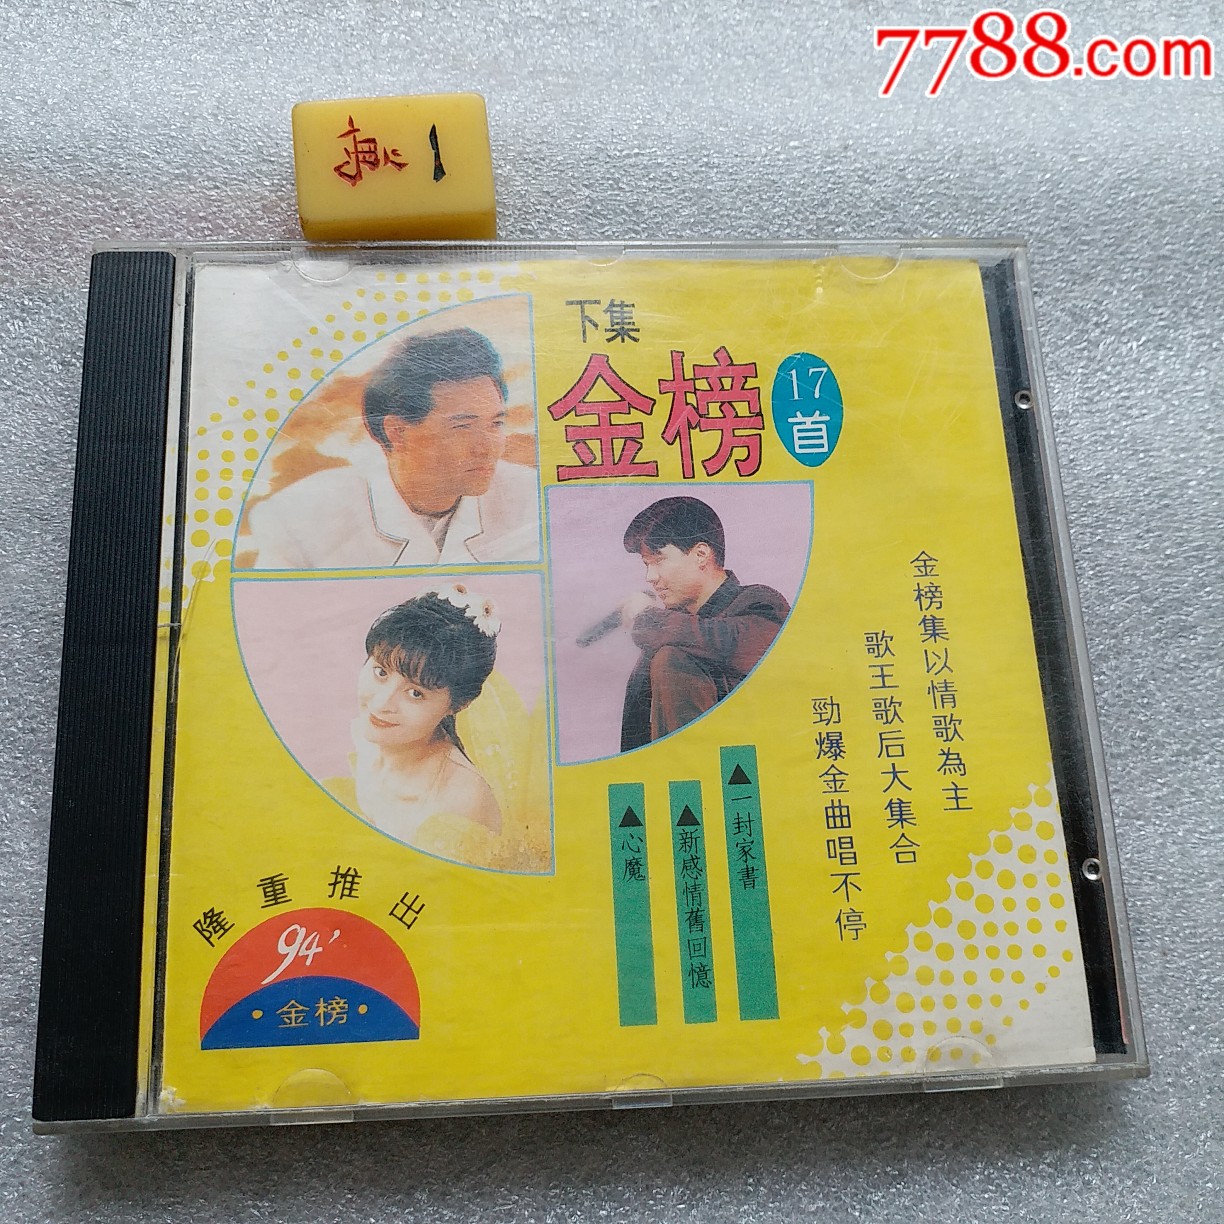 7788.com
1
下集
金榜
17
首
金榜集以情歌為主
歌王歌后大集合
勁爆金曲唱不停
▲一封家書
▲新感情舊回憶
▲心魔
隆重推出
94'
·金榜·